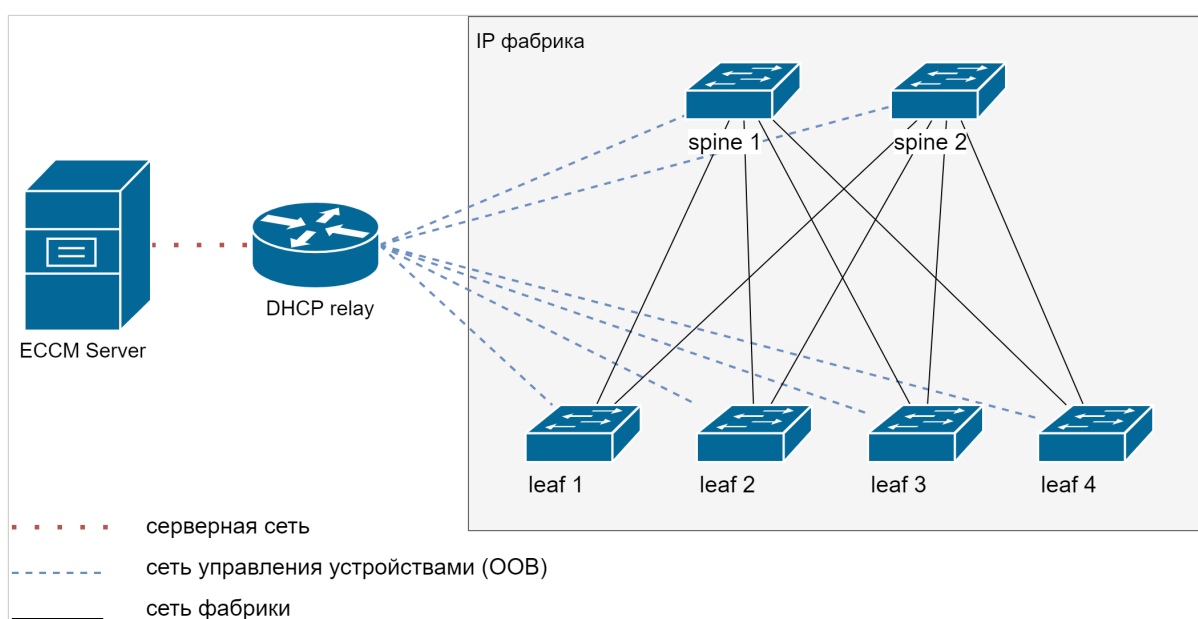 IP фабрика
spine 1
spine 2
DHCP relay
ECCM Server
leaf 1
leaf 2
leaf 3
leaf 4
серверная сеть
сеть управления устройствами (OOB)
сеть фабрики